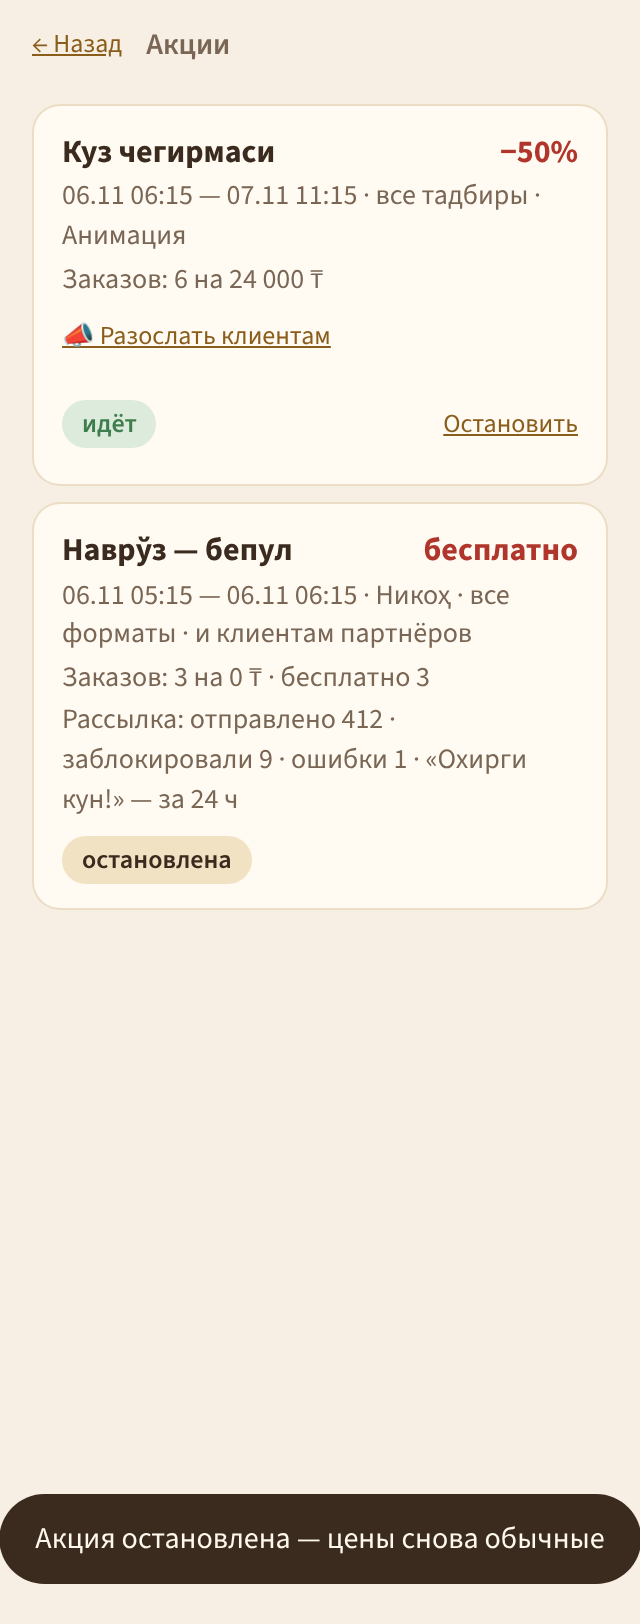 ← Назад Акции
Куз чегирмаси −50%
06.11 06:15 — 07.11 11:15 · все тадбиры ·
Анимация
Заказов: 6 на 24 000 ₸
📣 Разослать клиентам
идёт Остановить
Наврўз — бепул бесплатно
06.11 05:15 — 06.11 06:15 · Никоҳ · все
форматы · и клиентам партнёров
Заказов: 3 на 0 ₸ · бесплатно 3
Рассылка: отправлено 412 ·
заблокировали 9 · ошибки 1 · «Охирги
кун!» — за 24 ч
остановлена
Акция остановлена — цены снова обычные